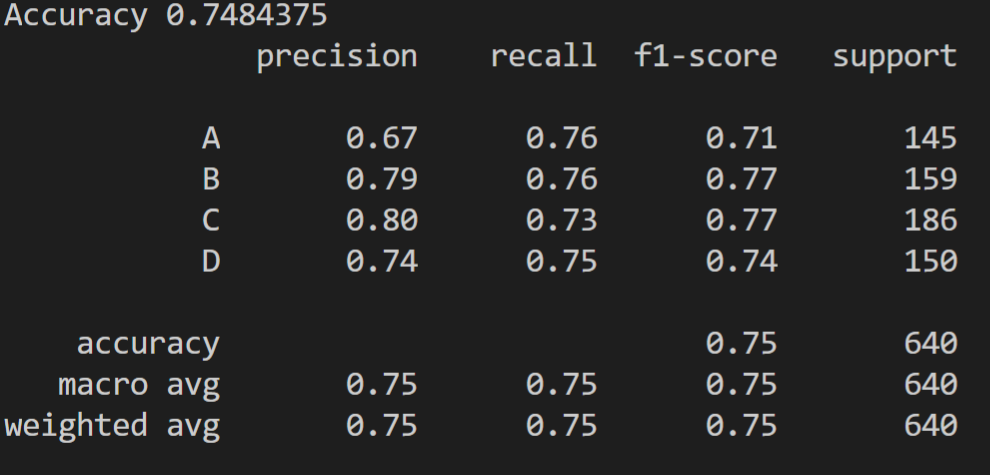 Accuracy 0.7484375
precision recall f1-score support
A 0.67 0.76 0.71 145
B 0.79 0.76 0.77 159
C 0.80 0.73 0.77 186
D 0.74 0.75 0.74 150
accuracy 0.75 640
macro avg 0.75 0.75 0.75 640
weighted avg 0.75 0.75 0.75 640